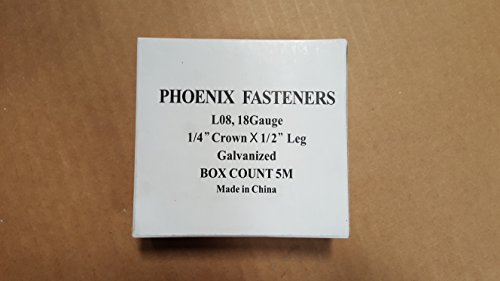 PHOENIX FASTENERS
L08, 18Gauge
1/4" Crown X 1/2" Leg
Galvanized
BOX COUNT 5M
Made in China